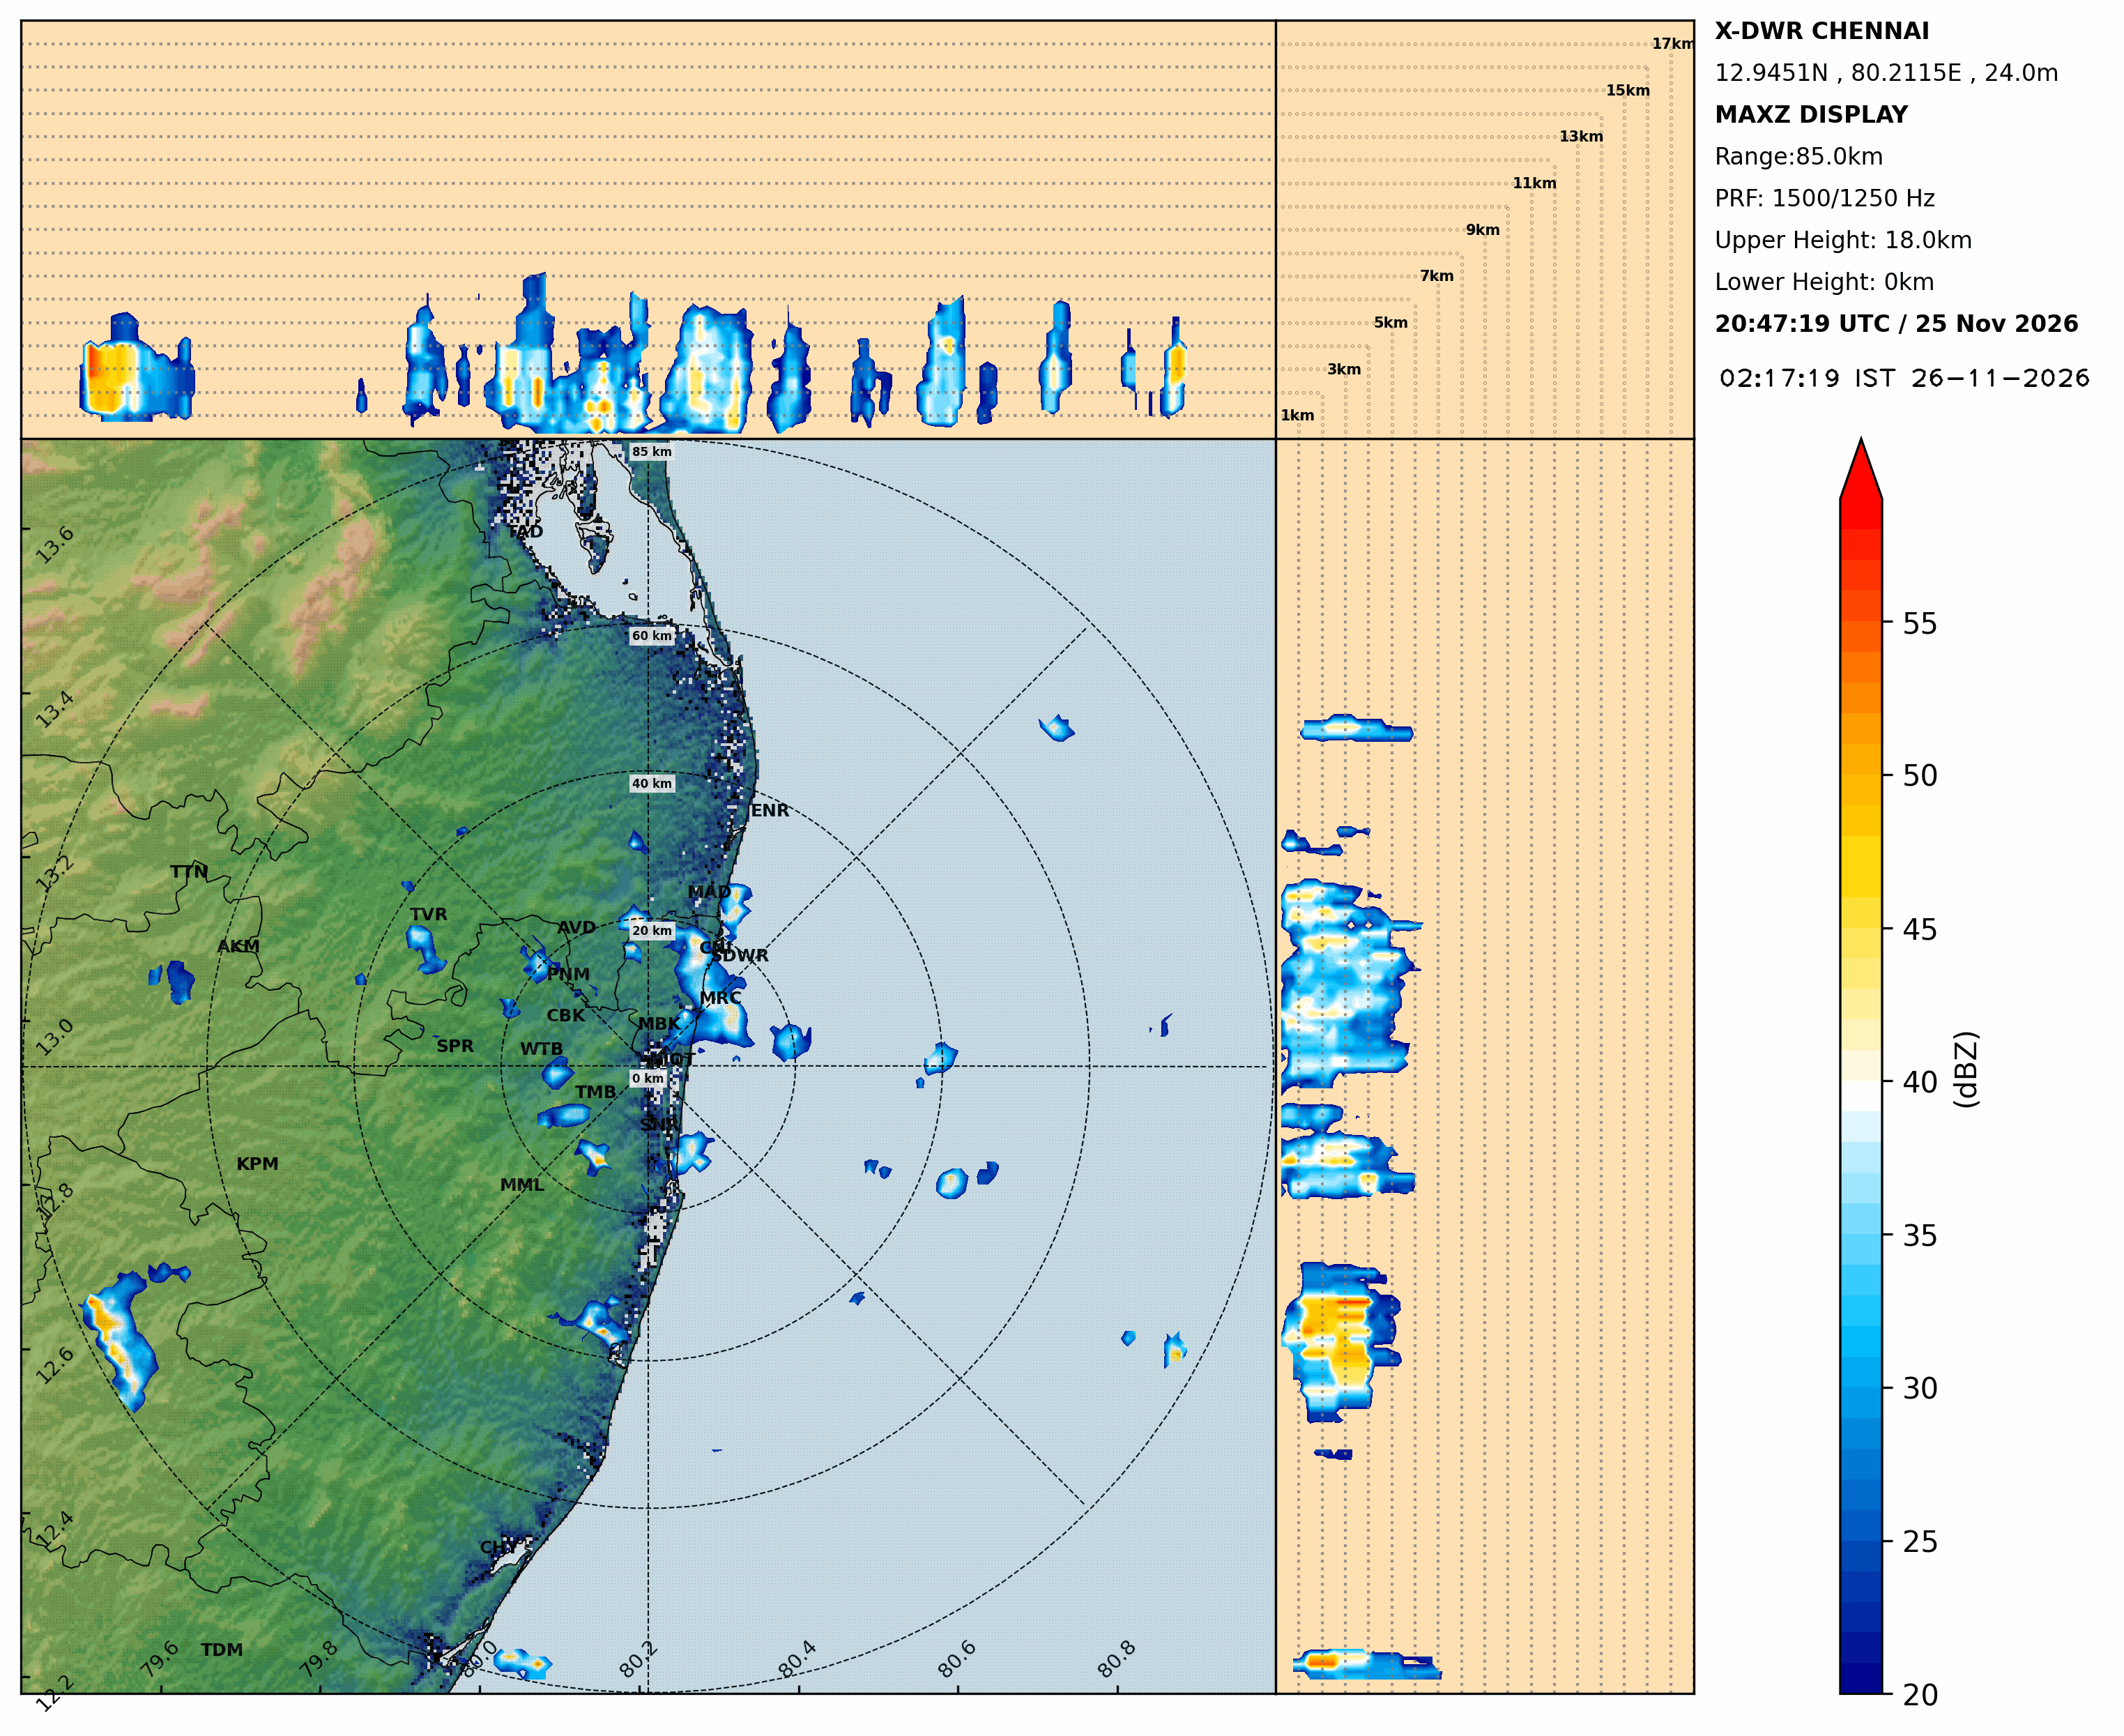 X-DWR CHENNAI
12.9451N , 80.2115E , 24.0m
MAXZ DISPLAY
Range:85.0km
PRF: 1500/1250 Hz
Upper Height: 18.0km
Lower Height: 0km
20:47:19 UTC / 25 Nov 2026
02:17:19 IST 26-11-2026
17km
15km
13km
11km
9km
7km
5km
3km
1km
85 km
TAD
13.6
60 km
13.4
40 km
ENR
13.2
TTN
MAD
TVR
AVD
20 km
AKM
SDWR
PNM
MRC
CBK
MBK
13.0
SPR
WTB
0 km
TMB
SNR
KPM
MML
12.8
12.6
12.4
CHY
TDM
12.2
79.6
79.8
80.0
80.2
80.4
80.6
80.8
55
50
45
40
35
30
25
20
(dBZ)